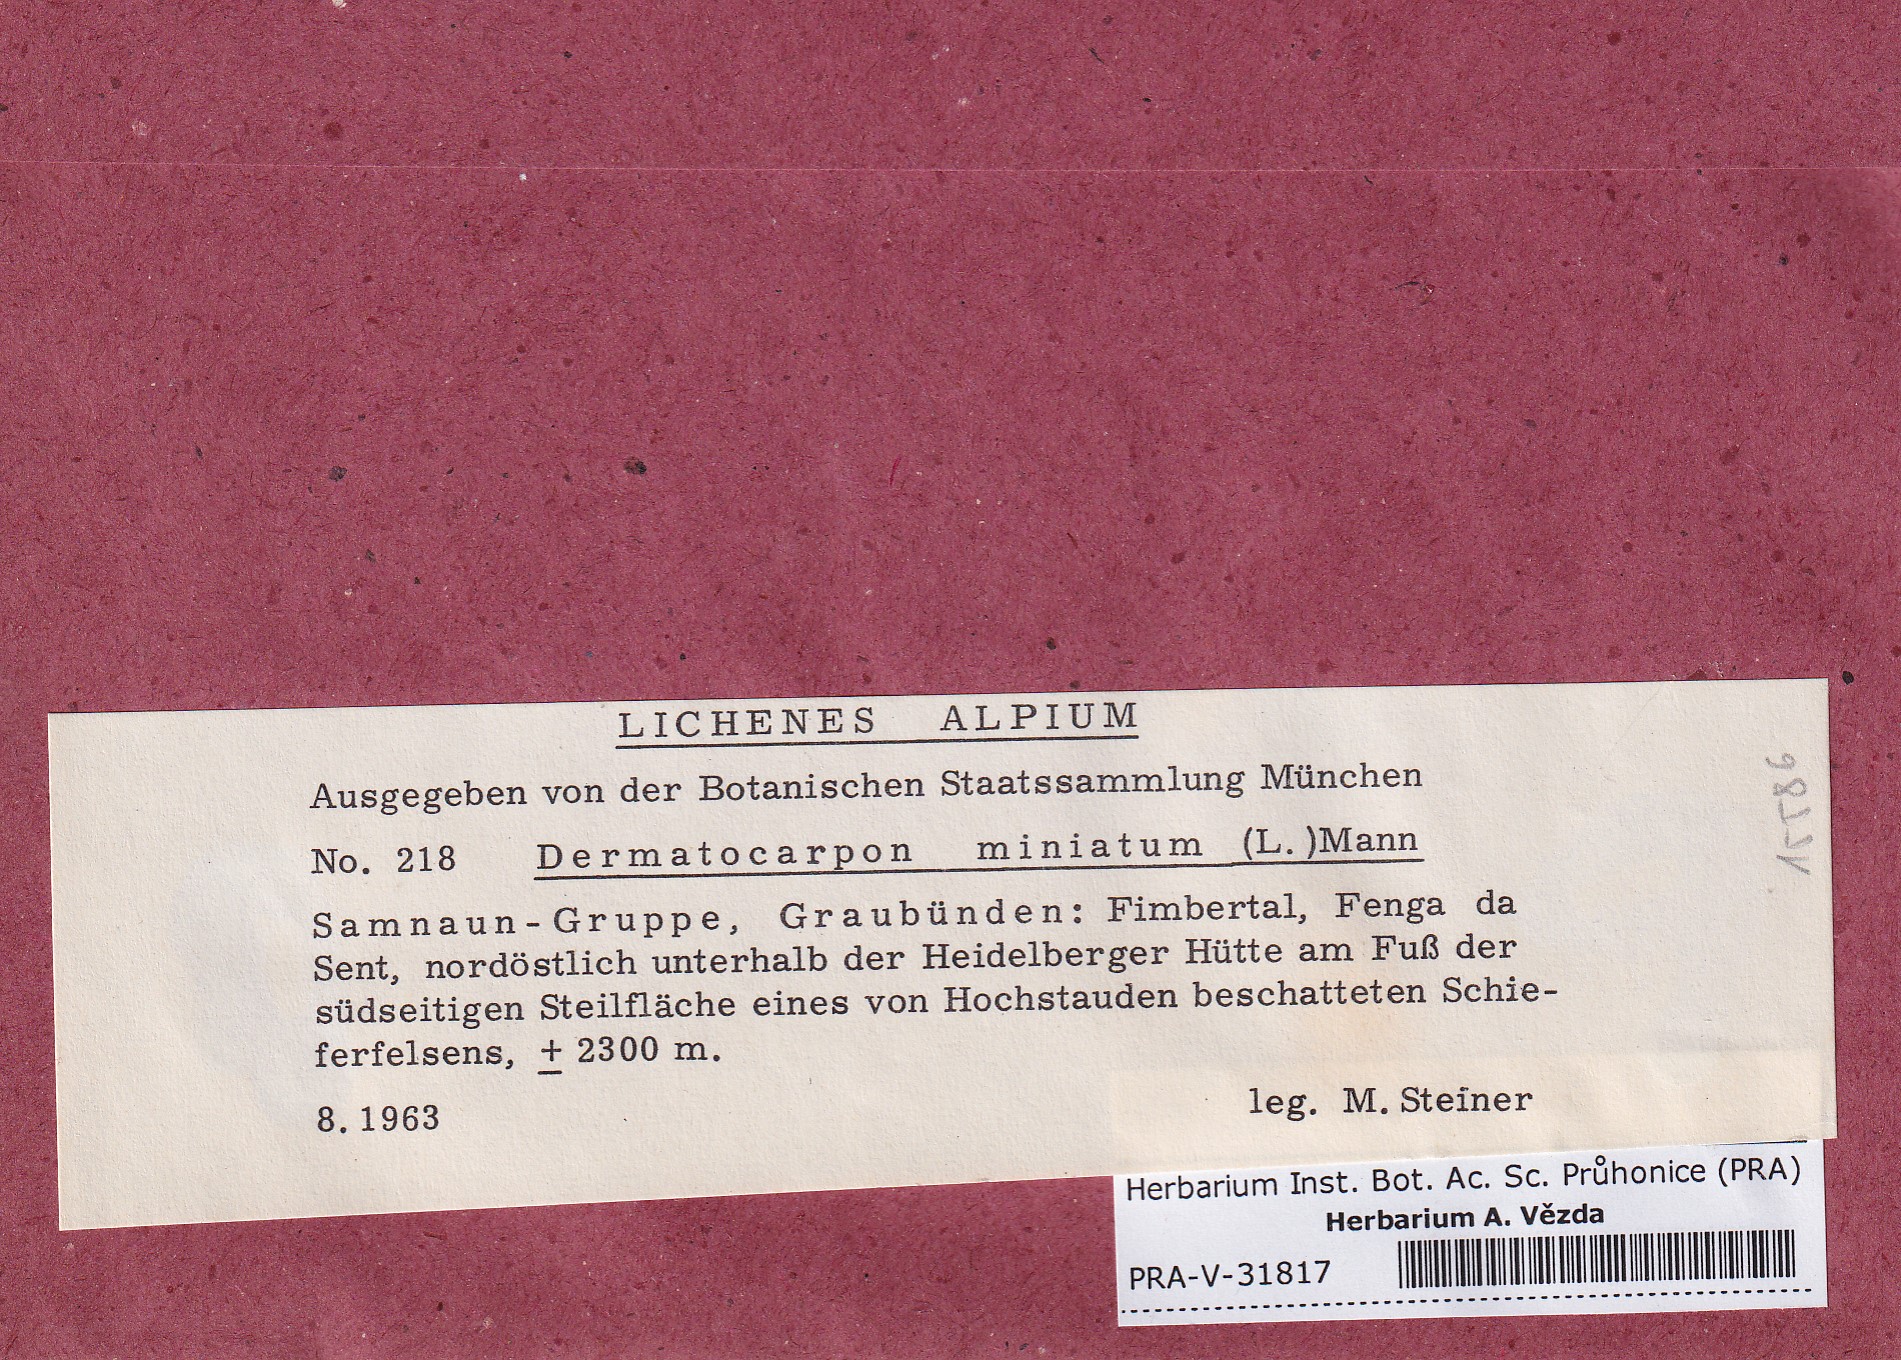 LICHENES ALPIUM
Ausgegeben von der Botanischen Staatssammlung München
No. 218 Dermatocarpon miniatum (L.)Mann
Samnaun-Gruppe, Graubünden: Fimbertal, Fenga da
Sent, nordöstlich unterhalb der Heidelberger Hütte am Fuß der
südseitigen Steilfläche eines von Hochstauden beschatteten Schie-
ferfelsens, ± 2300 m.
8. 1963
leg. M. Steiner
Herbarium Inst. Bot. Ac. Sc. Průhonice (PRA)
Herbarium A. Vězda
PRA-V-31817